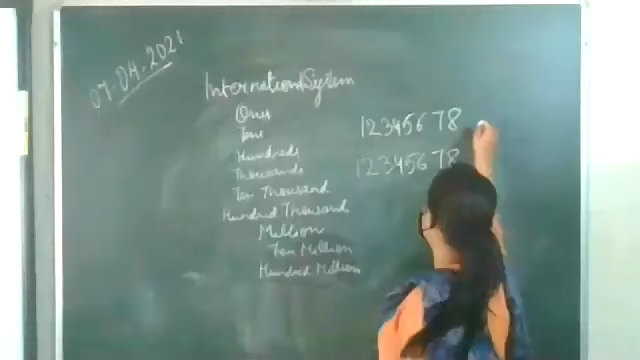 07.04.2021
International System
Ones
Tens
Hundreds
Thousands
Ten Thousand
Hundred Thousands
Million
Ten Million
Hundred Million
12345678
12345678